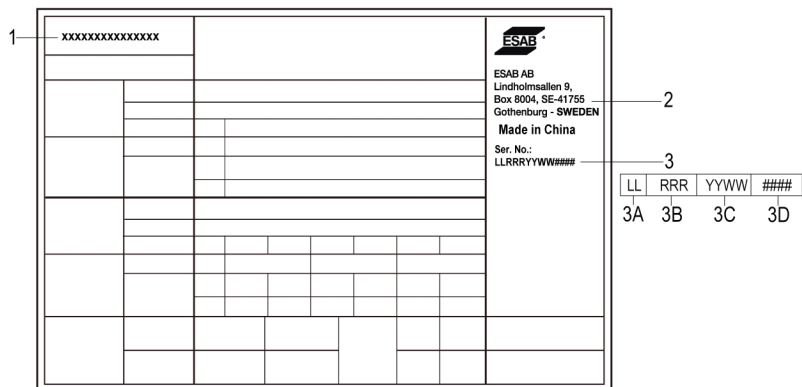 1
xxxxxxxxxxxxxxx
ESAB
ESAB AB
Lindholmsallen 9,
Box 8004, SE-41755
2
Gothenburg - SWEDEN
Made in China
Ser. No.:
LLRRRYYWW####
3
LL RRR YYWW ####
3A 3B 3C 3D